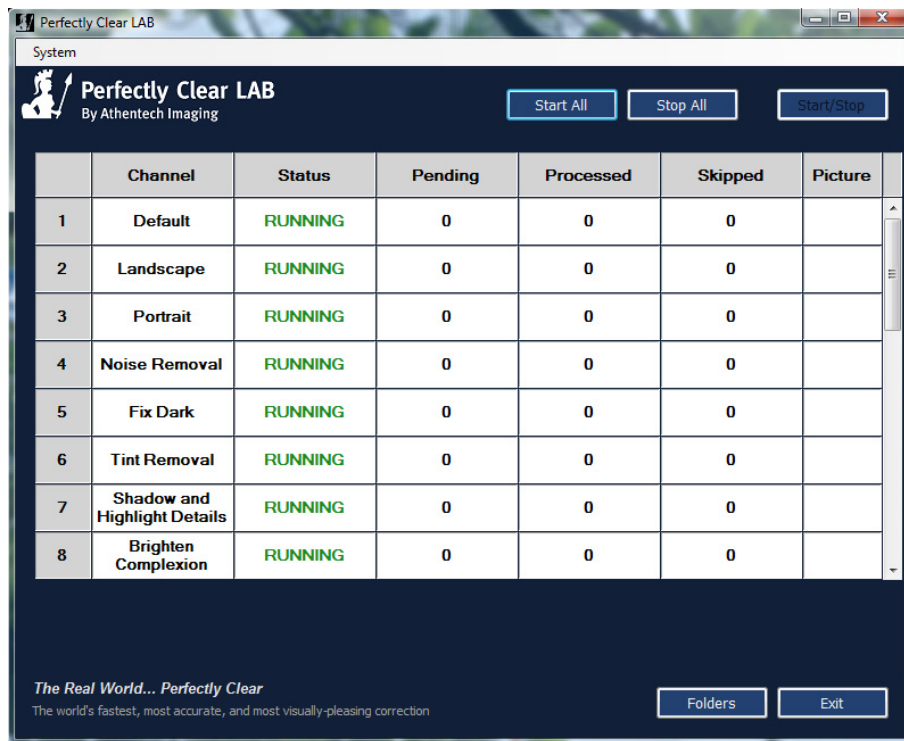 Perfectly Clear LAB
System
Perfectly Clear LAB
By Athentech Imaging
Start All Stop All Start/Stop
Channel Status Pending Processed Skipped Picture
1 Default RUNNING 0 0 0
2 Landscape RUNNING 0 0 0
3 Portrait RUNNING 0 0 0
4 Noise Removal RUNNING 0 0 0
5 Fix Dark RUNNING 0 0 0
6 Tint Removal RUNNING 0 0 0
7 Shadow and
Highlight Details RUNNING 0 0 0
8 Brighten
Complexion RUNNING 0 0 0
The Real World... Perfectly Clear
The world's fastest, most accurate, and most visually-pleasing correction
Folders Exit